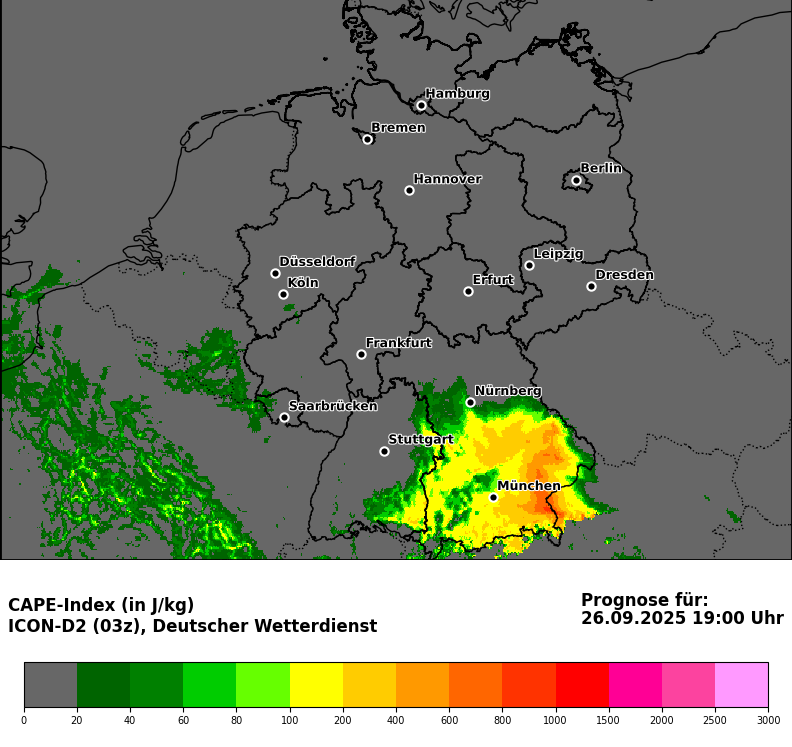 Hamburg
Bremen
Berlin
Hannover
Leipzig
Düsseldorf
Dresden
Köln
Erfurt
Frankfurt
Nürnberg
Saarbrücken
Stuttgart
München
CAPE-Index (in J/kg)
ICON-D2 (03z), Deutscher Wetterdienst
Prognose für:
26.09.2025 19:00 Uhr
0 20 40 60 80 100 200 400 600 800 1000 1500 2000 2500 3000